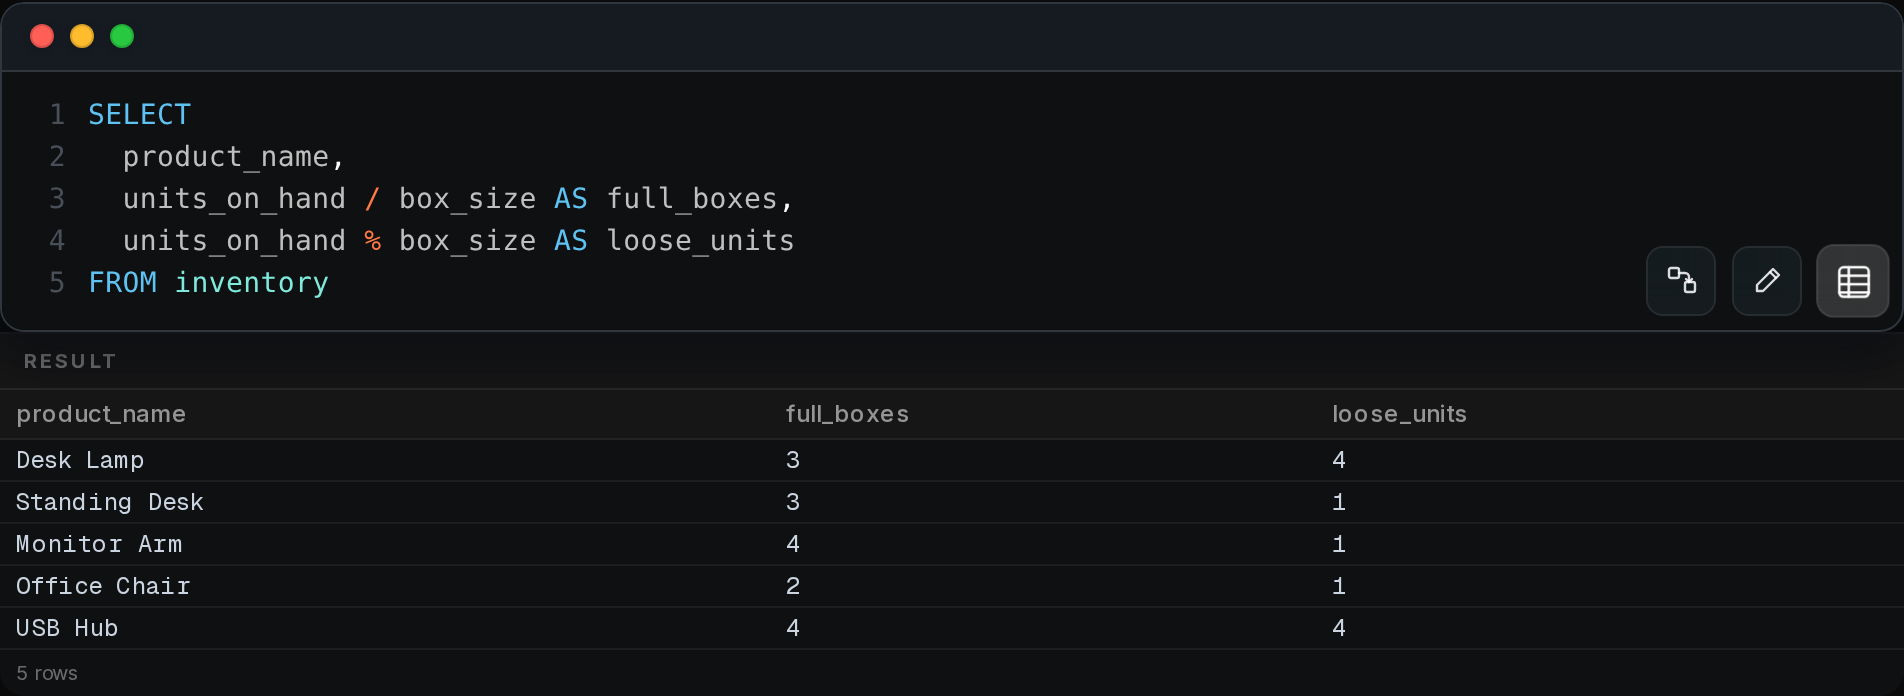 1 SELECT
2   product_name,
3   units_on_hand / box_size AS full_boxes,
4   units_on_hand % box_size AS loose_units
5 FROM inventory
RESULT
product_name full_boxes loose_units
Desk Lamp 3 4
Standing Desk 3 1
Monitor Arm 4 1
Office Chair 2 1
USB Hub 4 4
5 rows